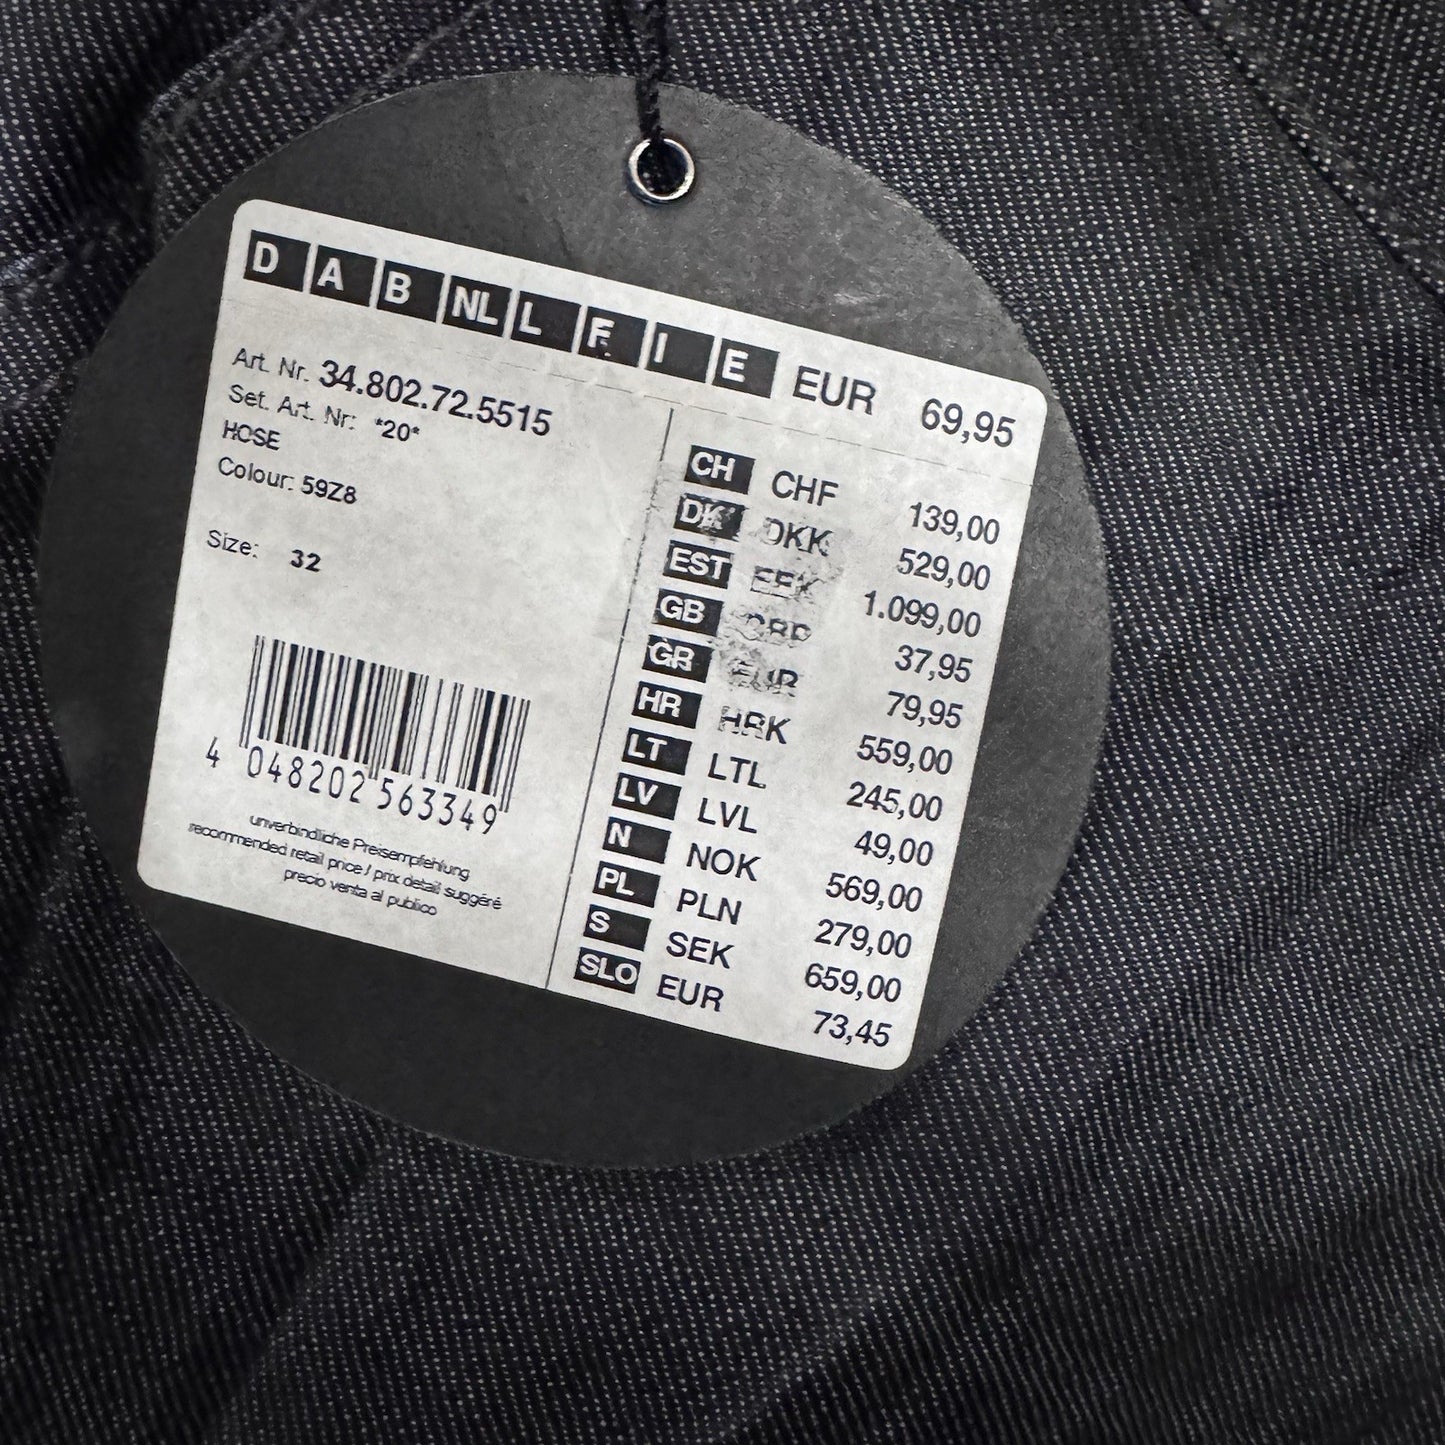 D A B NL L F I E EUR 69,95
Art. Nr. 34.802.72.5515
Set. Art. Nr: *20*
HOSE
Colour: 59Z8
Size: 32
4 048202 563349
unverbindliche Preisempfehlung
recommended retail price / prix detail suggéré
precio venta al publico
CH CHF 139,00
DK DKK 529,00
EST EEK 1.099,00
GB GBP 37,95
GR EUR 79,95
HR HRK 559,00
LT LTL 245,00
LV LVL 49,00
N NOK 569,00
PL PLN 279,00
S SEK 659,00
SLO EUR 73,45